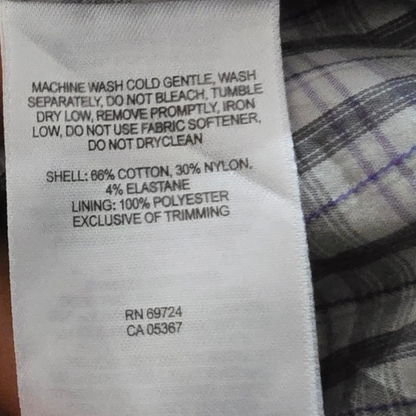 MACHINE WASH COLD GENTLE, WASH
SEPARATELY, DO NOT BLEACH, TUMBLE
DRY LOW, REMOVE PROMPTLY, IRON
LOW, DO NOT USE FABRIC SOFTENER,
DO NOT DRYCLEAN
SHELL: 66% COTTON, 30% NYLON,
4% ELASTANE
LINING: 100% POLYESTER
EXCLUSIVE OF TRIMMING
RN 69724
CA 05367